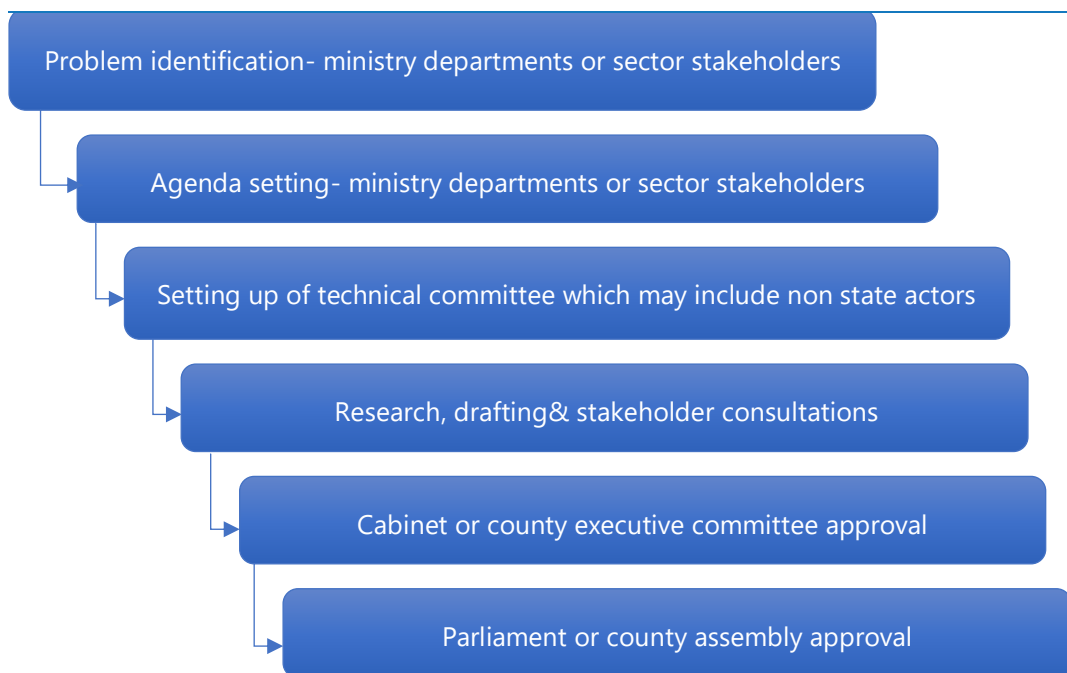 Problem identification- ministry departments or sector stakeholders
Agenda setting- ministry departments or sector stakeholders
Setting up of technical committee which may include non state actors
Research, drafting& stakeholder consultations
Cabinet or county executive committee approval
Parliament or county assembly approval